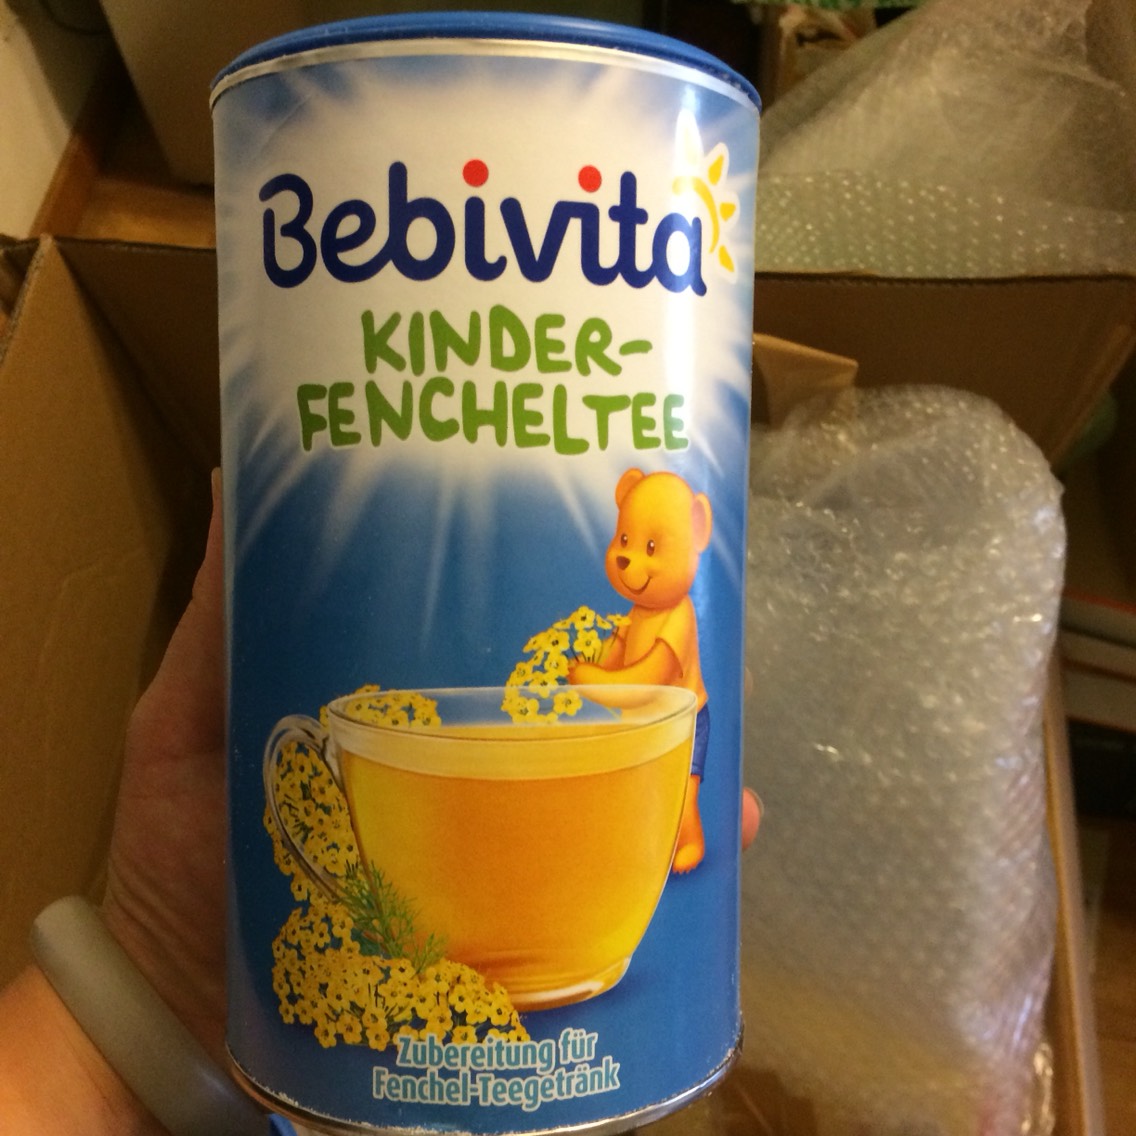 Bebivita
KINDER-
FENCHELTEE
Zubereitung für
Fenchel-Teegetränk